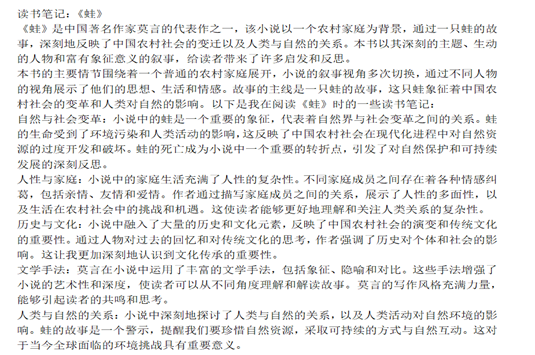 读书笔记：《蛙》
《蛙》是中国著名作家莫言的代表作之一，该小说以一个农村家庭为背景，通过一只蛙的故
事，深刻地反映了中国农村社会的变迁以及人类与自然的关系。本书以其深刻的主题、生动
的人物和富有象征意义的叙事，给读者带来了许多启发和反思。
本书的主要情节围绕着一个普通的农村家庭展开，小说的叙事视角多次切换，通过不同人物
的视角展示了他们的思想、生活和情感。故事的主线是一只蛙的故事，这只蛙象征着中国农
村社会的变革和人类对自然的影响。以下是我在阅读《蛙》时的一些读书笔记：
自然与社会变革：小说中的蛙是一个重要的象征，代表着自然界与社会变革之间的关系。蛙
的生命受到了环境污染和人类活动的影响，这反映了中国农村社会在现代化进程中对自然资
源的过度开发和破坏。蛙的死亡成为小说中一个重要的转折点，引发了对自然保护和可持续
发展的深刻反思。
人性与家庭：小说中的家庭生活充满了人性的复杂性。不同家庭成员之间存在着各种情感纠
葛，包括亲情、友情和爱情。作者通过描写家庭成员之间的关系，展示了人性的多面性，以
及生活在农村社会中的挑战和机遇。这使读者能够更好地理解和关注人类关系的复杂性。
历史与文化：小说中融入了大量的历史和文化元素，反映了中国农村社会的演变和传统文化
的重要性。通过人物对过去的回忆和对传统文化的思考，作者强调了历史对个体和社会的影
响。这让我更加深刻地认识到文化传承的重要性。
文学手法：莫言在小说中运用了丰富的文学手法，包括象征、隐喻和对比。这些手法增强了
小说的艺术性和深度，使读者可以从不同角度理解和解读故事。莫言的写作风格充满力量，
能够引起读者的共鸣和思考。
人类与自然的关系：小说中深刻地探讨了人类与自然的关系，以及人类活动对自然环境的影
响。蛙的故事是一个警示，提醒我们要珍惜自然资源，采取可持续的方式与自然互动。这对
于当今全球面临的环境挑战具有重要意义。